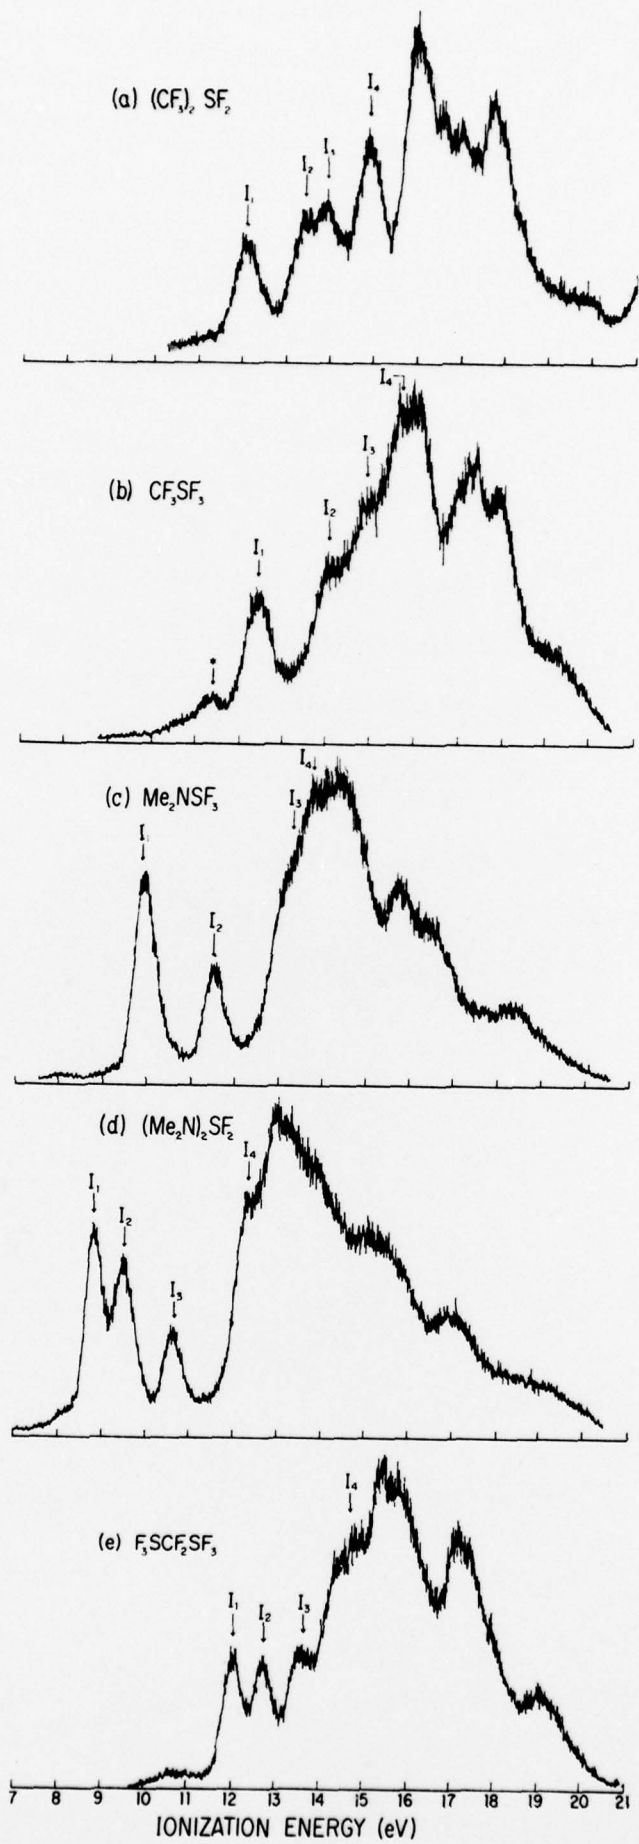 (a) (CF₃)₂ SF₂
I₁
I₂
I₃
I₄
(b) CF₃SF₃
*
I₁
I₂
I₃
I₄
(c) Me₂NSF₃
I₁
I₂
I₃
I₄
(d) (Me₂N)₂SF₂
I₁
I₂
I₃
I₄
(e) F₃SCF₂SF₃
I₁
I₂
I₃
I₄
7 8 9 10 11 12 13 14 15 16 17 18 19 20 21
IONIZATION ENERGY (eV)